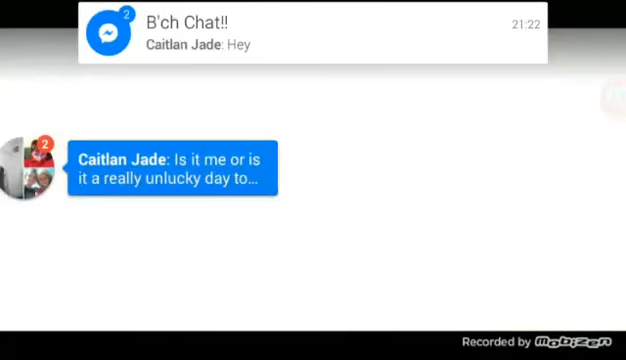 2
B'ch Chat!!
21:22
Caitlan Jade: Hey
2
Caitlan Jade: Is it me or is
it a really unlucky day to...
Recorded by Mobizen